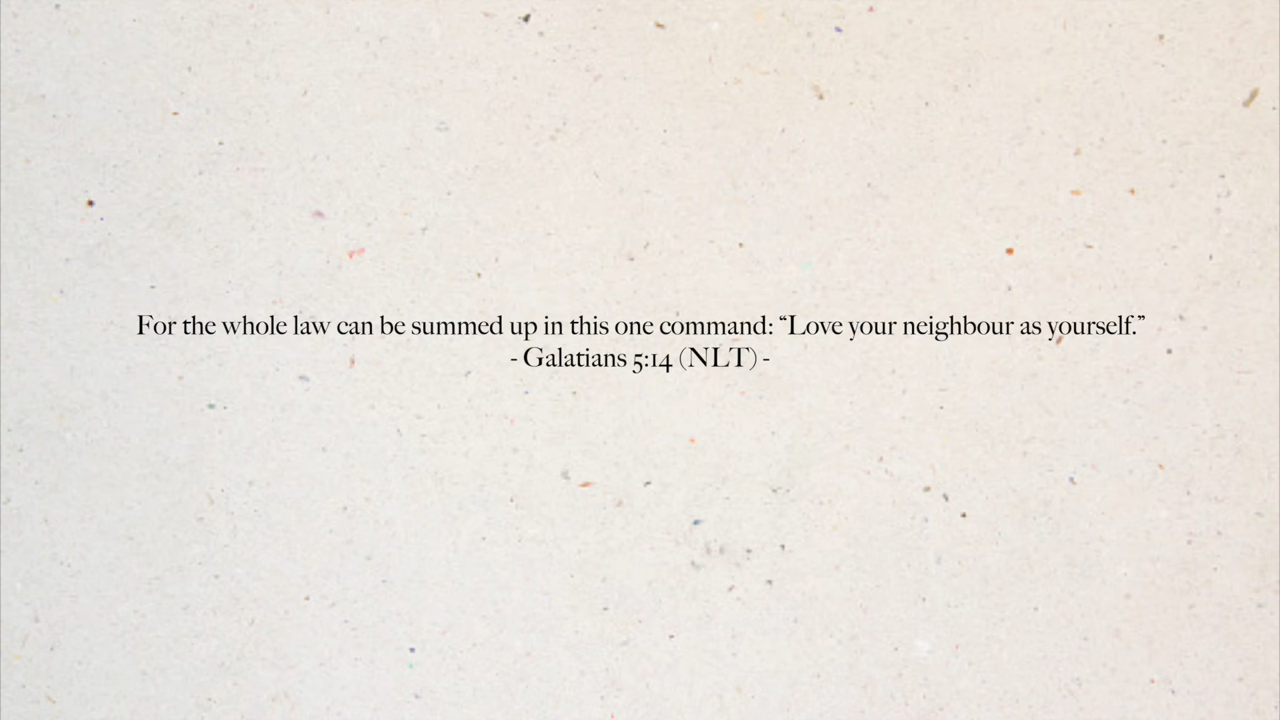 For the whole law can be summed up in this one command: “Love your neighbour as yourself.”
- Galatians 5:14 (NLT) -